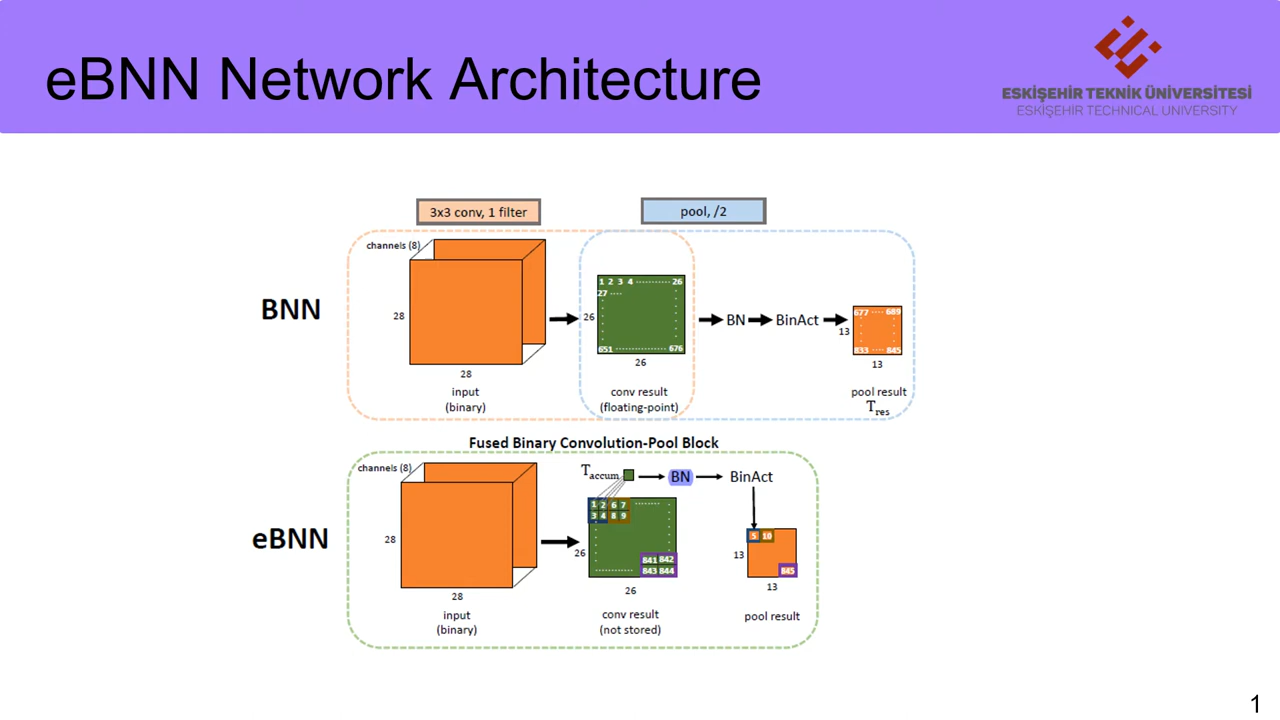 eBNN Network Architecture
ESKİŞEHİR TEKNİK ÜNİVERSİTESİ
ESKİŞEHİR TECHNICAL UNIVERSITY
3x3 conv, 1 filter
pool, /2
channels (8)
BNN
28
28
input
(binary)
1 2 3 4 ············ 26
27 ····
651 ············ 676
26
26
conv result
(floating-point)
BN
BinAct
677 ···· 689
833 ···· 845
13
13
pool result
Tres
Fused Binary Convolution-Pool Block
channels (8)
eBNN
28
28
input
(binary)
Taccum
BN
BinAct
1 2 6 7
3 4 8 9
841 842
843 844
26
26
conv result
(not stored)
5 10
845
13
13
pool result
1